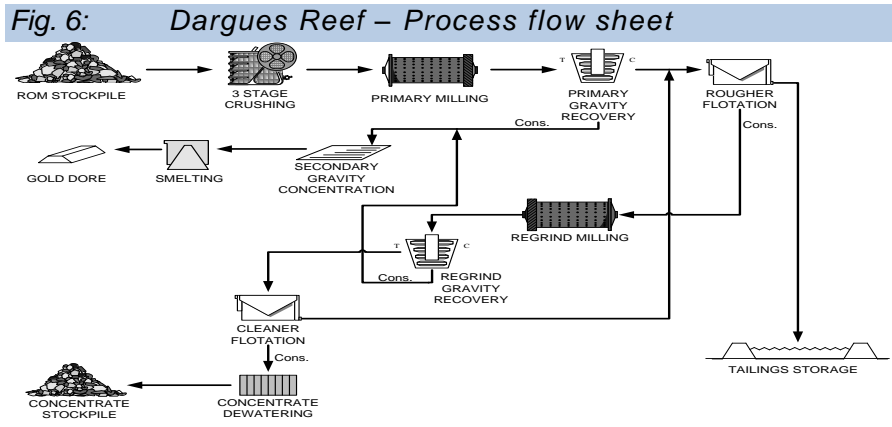 Fig. 6: Dargues Reef – Process flow sheet
ROM STOCKPILE
3 STAGE
CRUSHING
PRIMARY MILLING
T
C
PRIMARY
GRAVITY
RECOVERY
ROUGHER
FLOTATION
Cons.
Cons.
GOLD DORE
SMELTING
SECONDARY
GRAVITY
CONCENTRATION
REGRIND MILLING
T
C
Cons.
REGRIND
GRAVITY
RECOVERY
CLEANER
FLOTATION
Cons.
TAILINGS STORAGE
CONCENTRATE
STOCKPILE
CONCENTRATE
DEWATERING